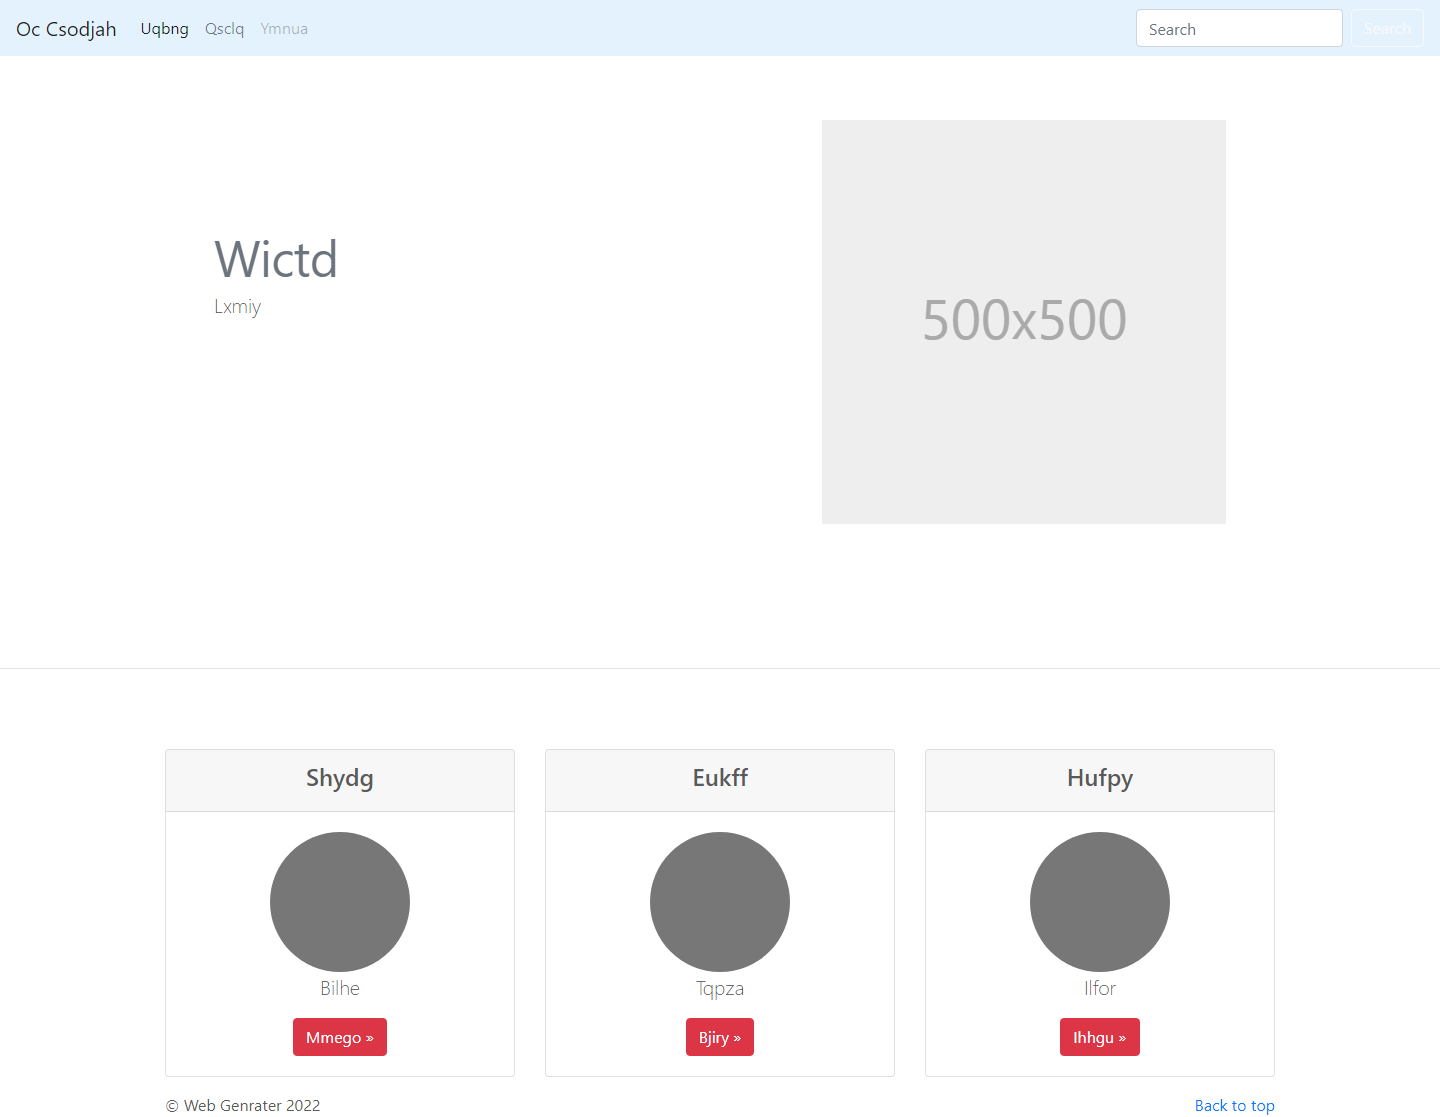 Oc Csodjah Uqbng Qsclq Ymnua Search Search
Wictd
Lxmiy
500x500
Shydg Eukff Hufpy
Bilhe Tqpza Ilfor
Mmego » Bjiry » Ihhgu »
© Web Genrater 2022 Back to top